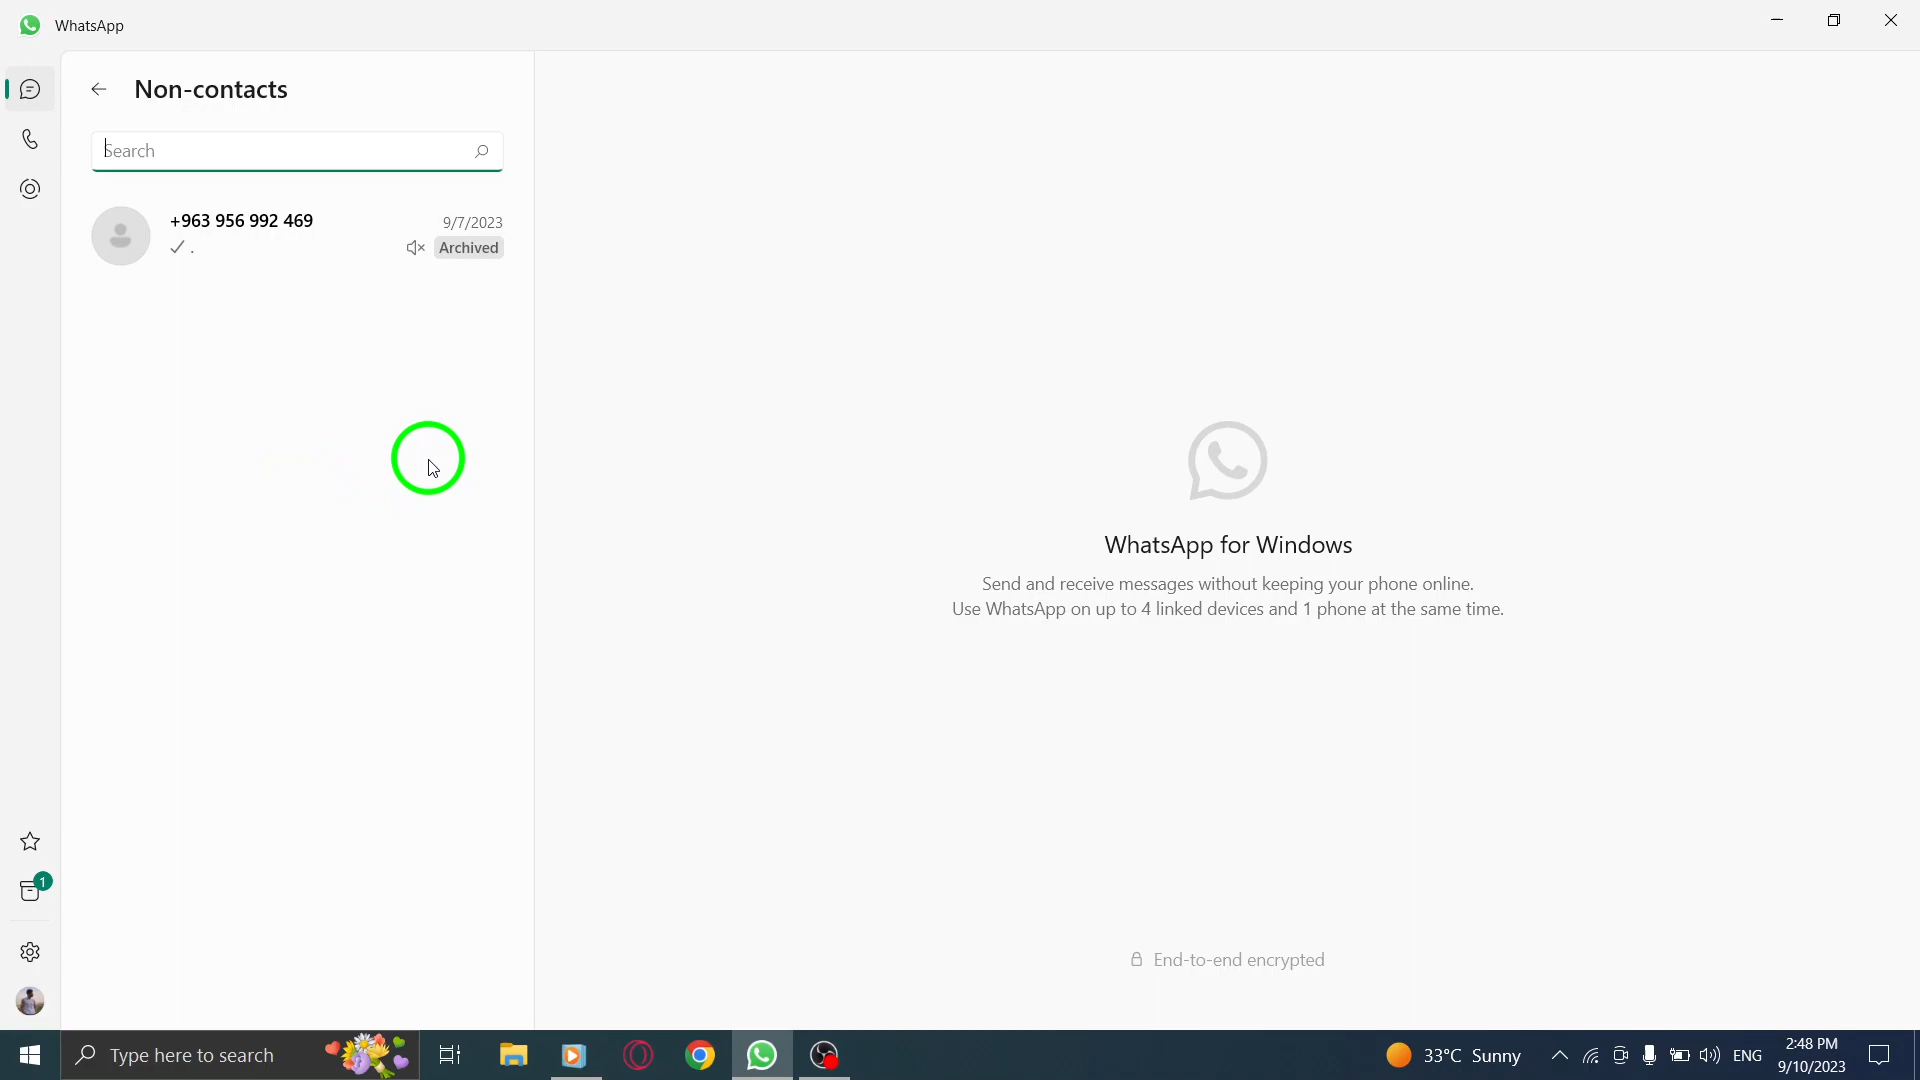 WhatsApp
Non-contacts
Search
+963 956 992 469
9/7/2023
.
Archived
WhatsApp for Windows
Send and receive messages without keeping your phone online.
Use WhatsApp on up to 4 linked devices and 1 phone at the same time.
1
End-to-end encrypted
Type here to search
33°C Sunny
ENG
2:48 PM
9/10/2023